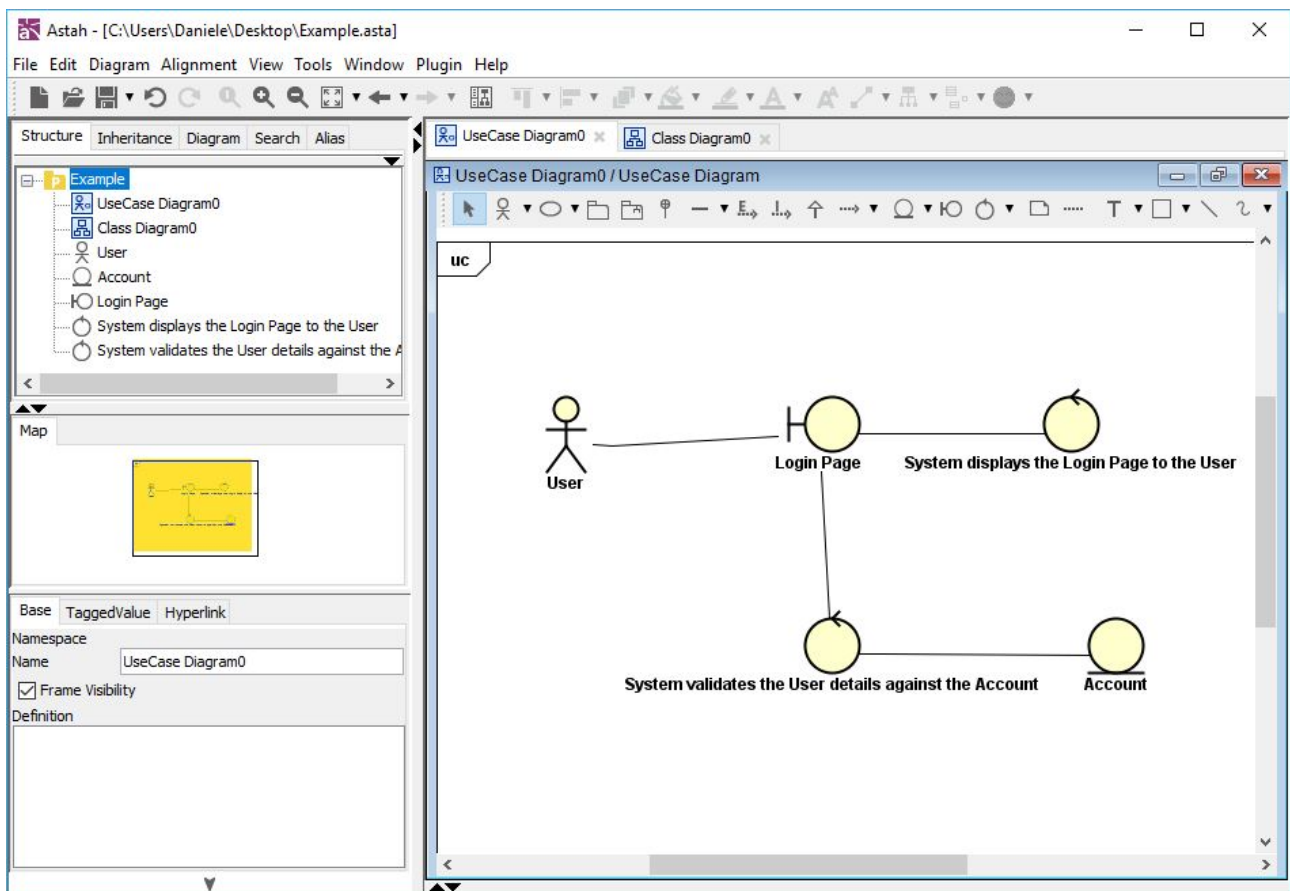 Astah - [C:\Users\Daniele\Desktop\Example.asta]
File Edit Diagram Alignment View Tools Window Plugin Help
Structure Inheritance Diagram Search Alias
Example
UseCase Diagram0
Class Diagram0
User
Account
Login Page
System displays the Login Page to the User
System validates the User details against the A
Map
Base TaggedValue Hyperlink
Namespace
Name UseCase Diagram0
Frame Visibility
Definition
UseCase Diagram0 Class Diagram0
UseCase Diagram0 / UseCase Diagram
uc
User
Login Page
System displays the Login Page to the User
System validates the User details against the Account
Account